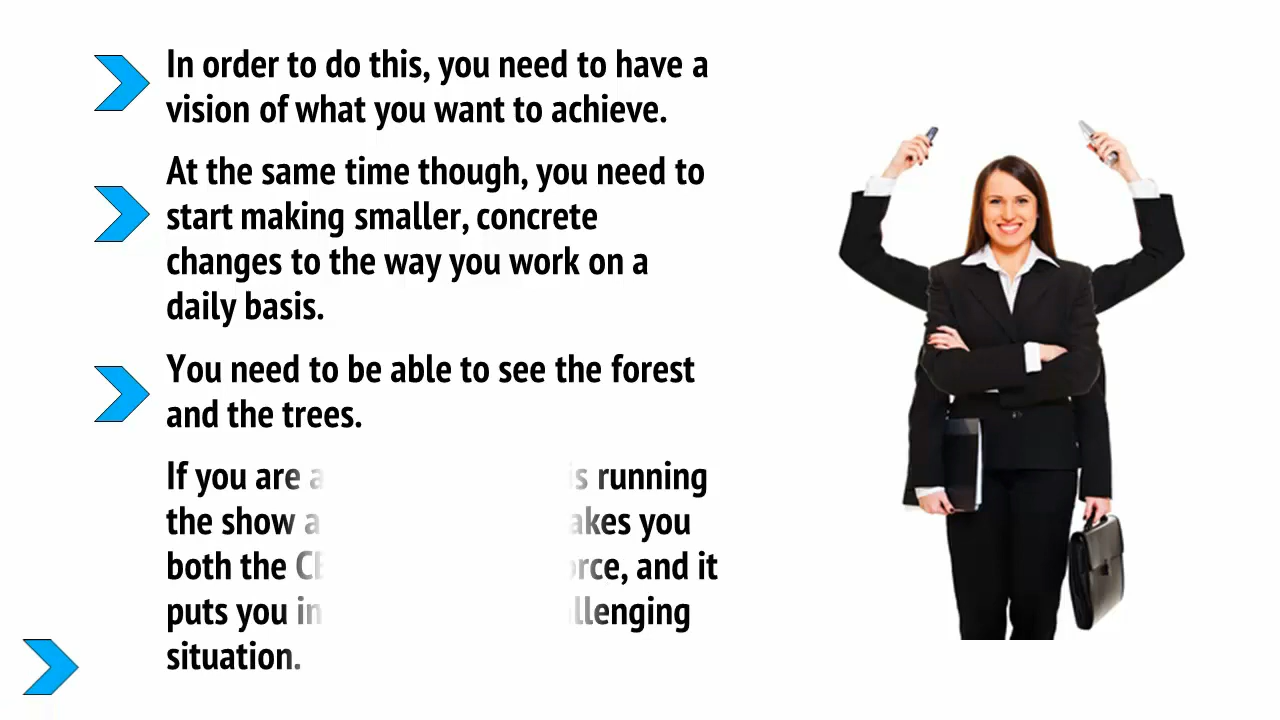 In order to do this, you need to have a
vision of what you want to achieve.
At the same time though, you need to
start making smaller, concrete
changes to the way you work on a
daily basis.
You need to be able to see the forest
and the trees.
If you are running
the show you
both the and it
puts you in
situation.